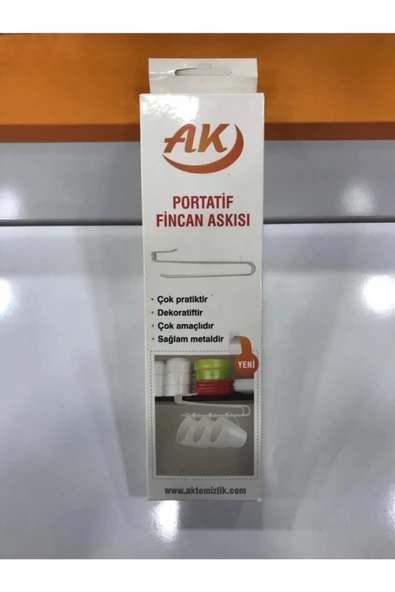 AK
PORTATİF
FİNCAN ASKISI
• Çok pratiktir
• Dekoratiftir
• Çok amaçlıdır
• Sağlam metaldir
YENİ
www.aktemizlik.com